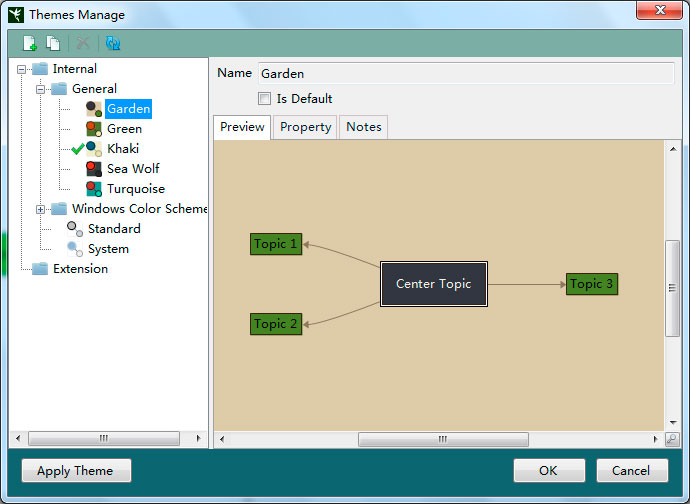 Themes Manage
Internal
General
Garden
Green
Khaki
Sea Wolf
Turquoise
Windows Color Scheme
Standard
System
Extension
Name Garden
Is Default
Preview Property Notes
Topic 1
Center Topic
Topic 3
Topic 2
Apply Theme OK Cancel